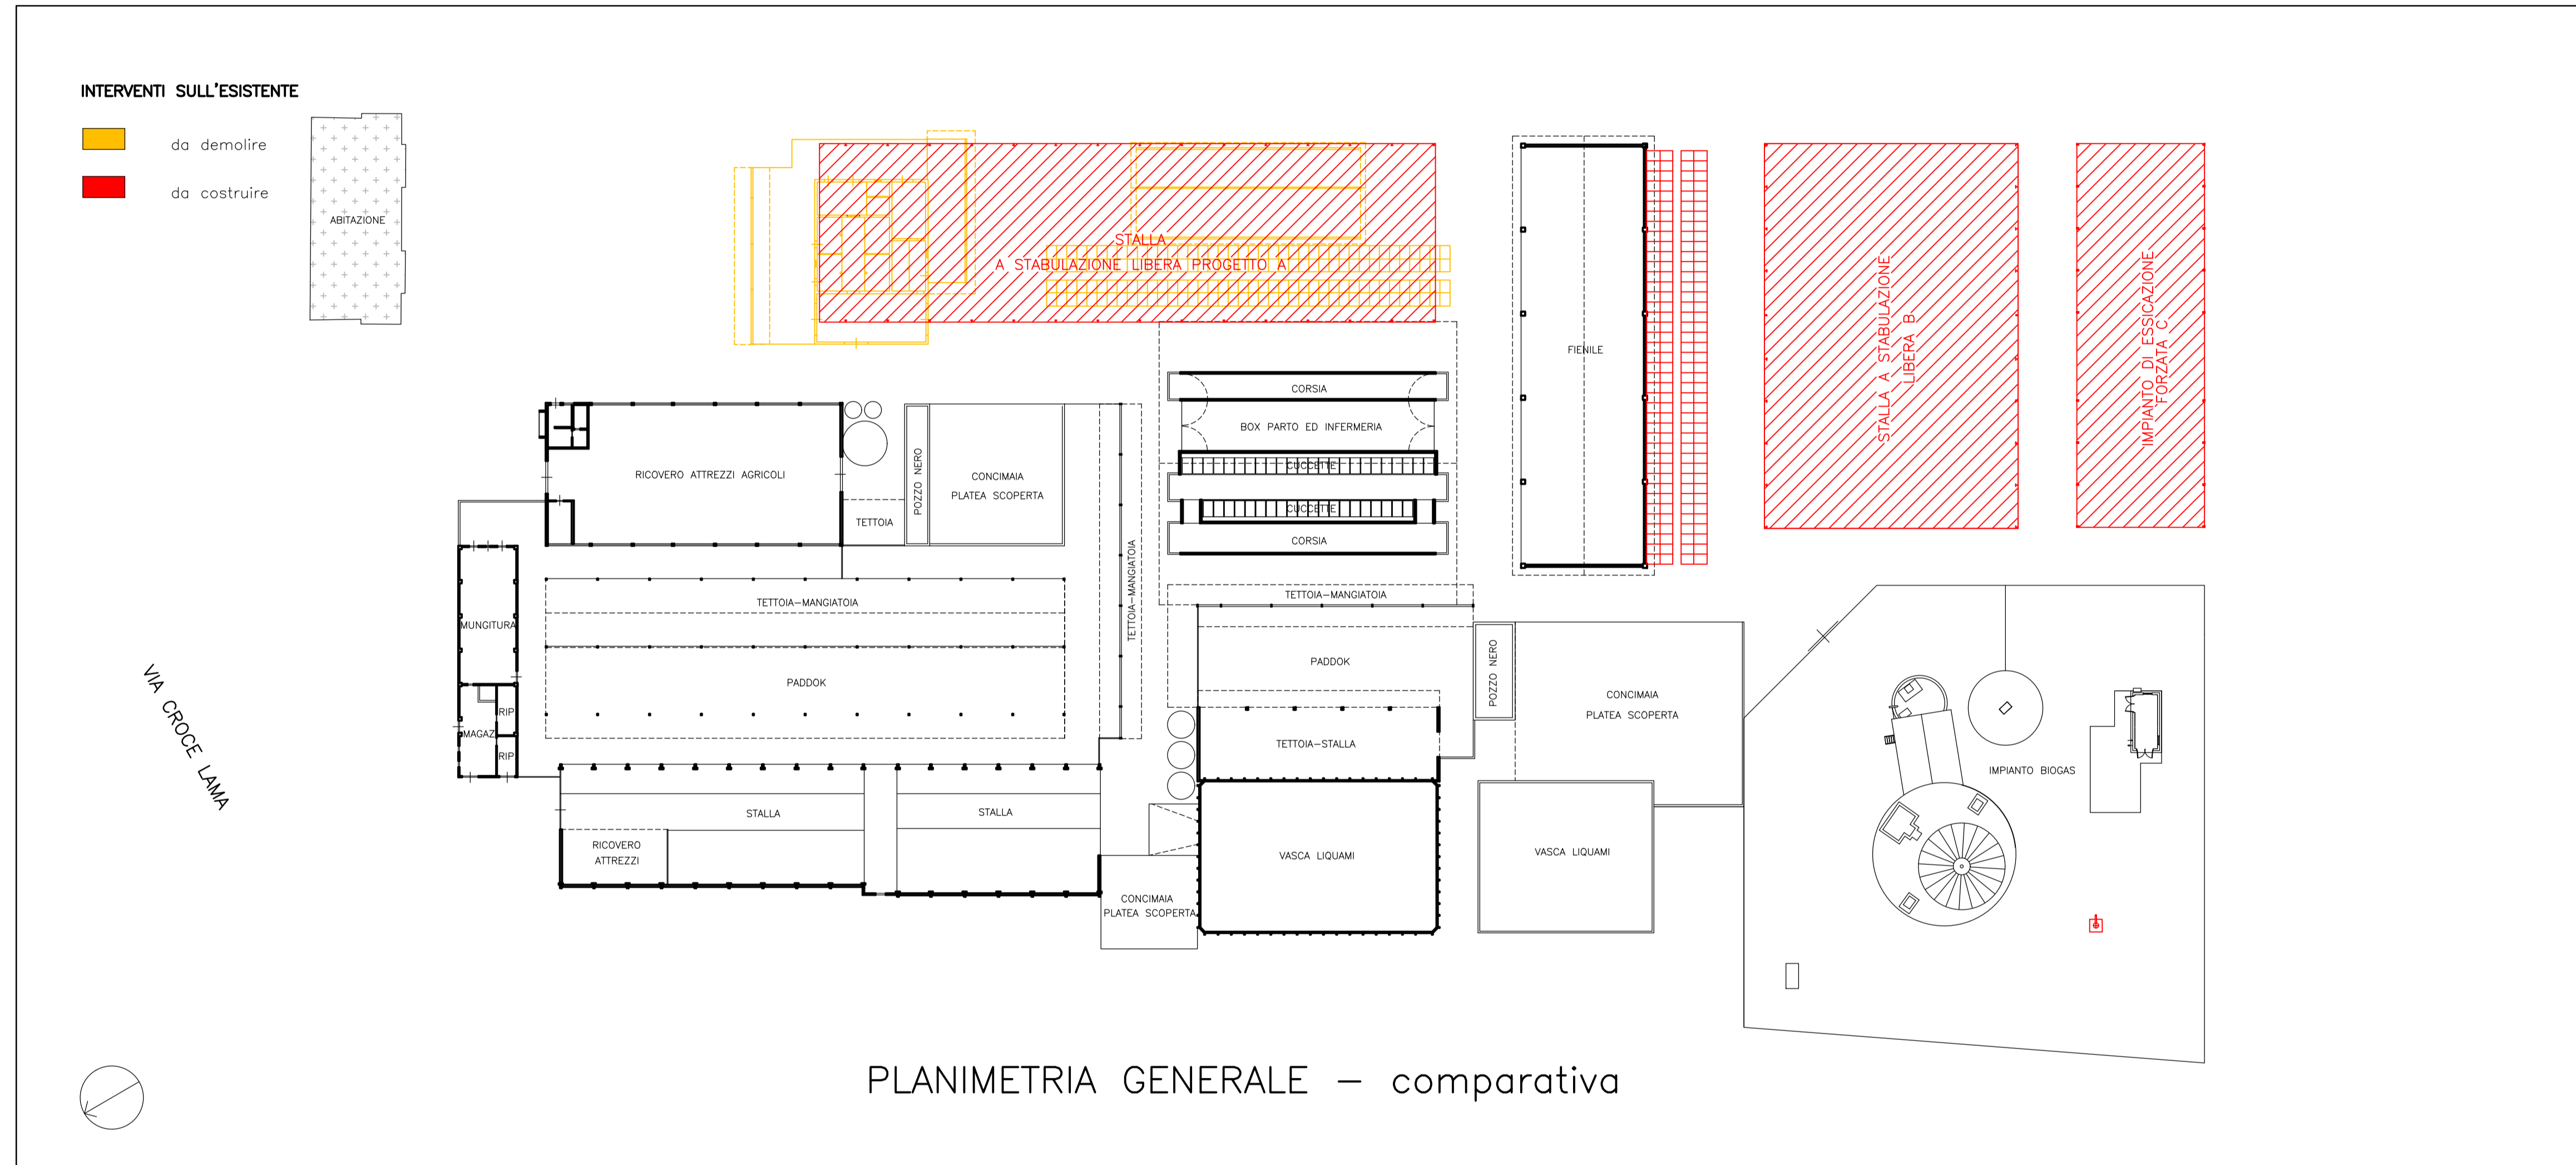 INTERVENTI SULL'ESISTENTE
da demolire
da costruire
ABITAZIONE
STALLA
A STABULAZIONE LIBERA PROGETTO A
FIENILE
STALLA A STABULAZIONE
LIBERA B
IMPIANTO DI ESSICAZIONE
FORZATA C
CORSIA
BOX PARTO ED INFERMERIA
CUCCETTE
CUCCETTE
CORSIA
RICOVERO ATTREZZI AGRICOLI
TETTOIA
POZZO NERO
CONCIMAIA
PLATEA SCOPERTA
TETTOIA-MANGIATOIA
TETTOIA-MANGIATOIA
TETTOIA-MANGIATOIA
MUNGITURA
PADDOK
PADDOK
POZZO NERO
CONCIMAIA
PLATEA SCOPERTA
RIP
MAGAZ
RIP
TETTOIA-STALLA
IMPIANTO BIOGAS
VIA CROCE LAMA
STALLA
STALLA
RICOVERO
ATTREZZI
VASCA LIQUAMI
VASCA LIQUAMI
CONCIMAIA
PLATEA SCOPERTA
PLANIMETRIA GENERALE - comparativa